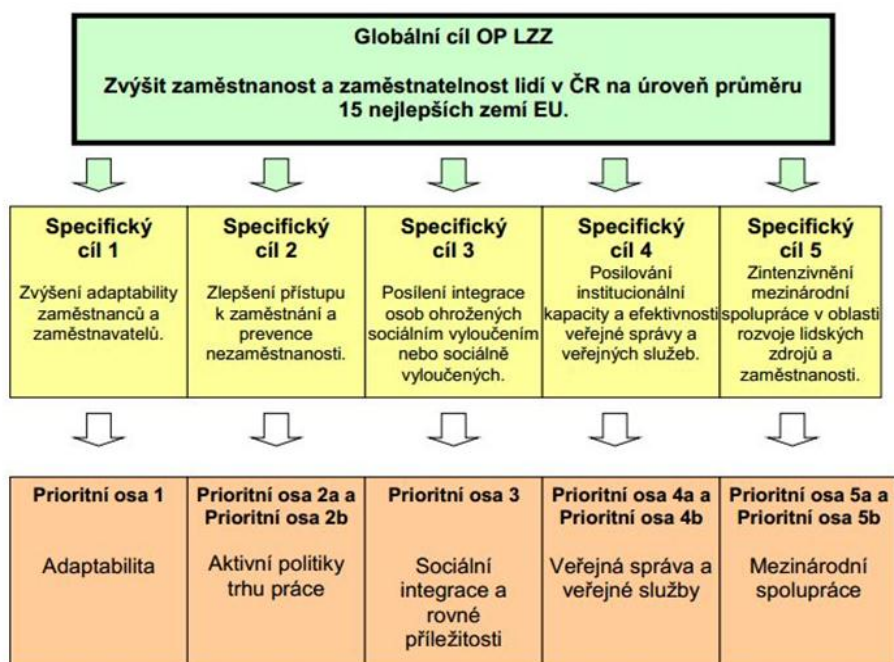 Globální cíl OP LZZ
Zvýšit zaměstnanost a zaměstnatelnost lidí v ČR na úroveň průměru
15 nejlepších zemí EU.
Specifický
cíl 1
Zvýšení adaptability
zaměstnanců a
zaměstnavatelů.
Specifický
cíl 2
Zlepšení přístupu
k zaměstnání a
prevence
nezaměstnanosti.
Specifický
cíl 3
Posílení integrace
osob ohrožených
sociálním vyloučením
nebo sociálně
vyloučených.
Specifický
cíl 4
Posilování
institucionální
kapacity a efektivnosti
veřejné správy a
veřejných služeb.
Specifický
cíl 5
Zintenzivnění
mezinárodní
spolupráce v oblasti
rozvoje lidských
zdrojů a
zaměstnanosti.
Prioritní osa 1
Adaptabilita
Prioritní osa 2a a
Prioritní osa 2b
Aktivní politiky
trhu práce
Prioritní osa 3
Sociální
integrace a
rovné
příležitosti
Prioritní osa 4a a
Prioritní osa 4b
Veřejná správa a
veřejné služby
Prioritní osa 5a a
Prioritní osa 5b
Mezinárodní
spolupráce